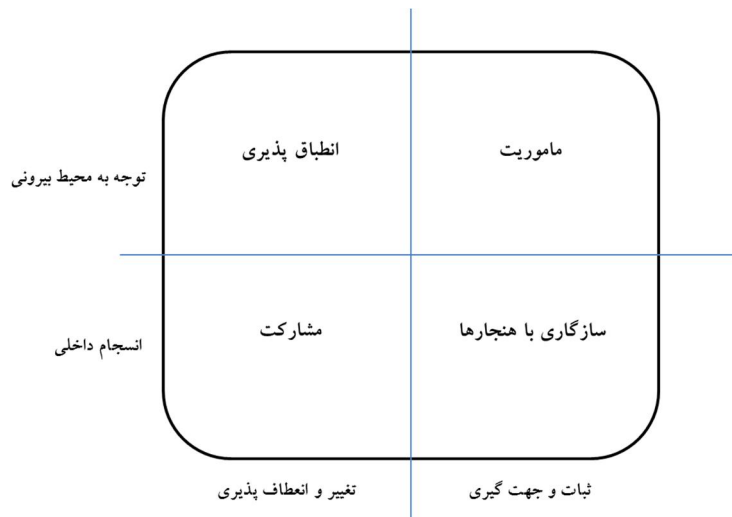 ماموریت
انطباق پذیری
توجه به محیط بیرونی
سازگاری با هنجارها
مشارکت
انسجام داخلی
ثبات و جهت گیری
تغییر و انعطاف پذیری